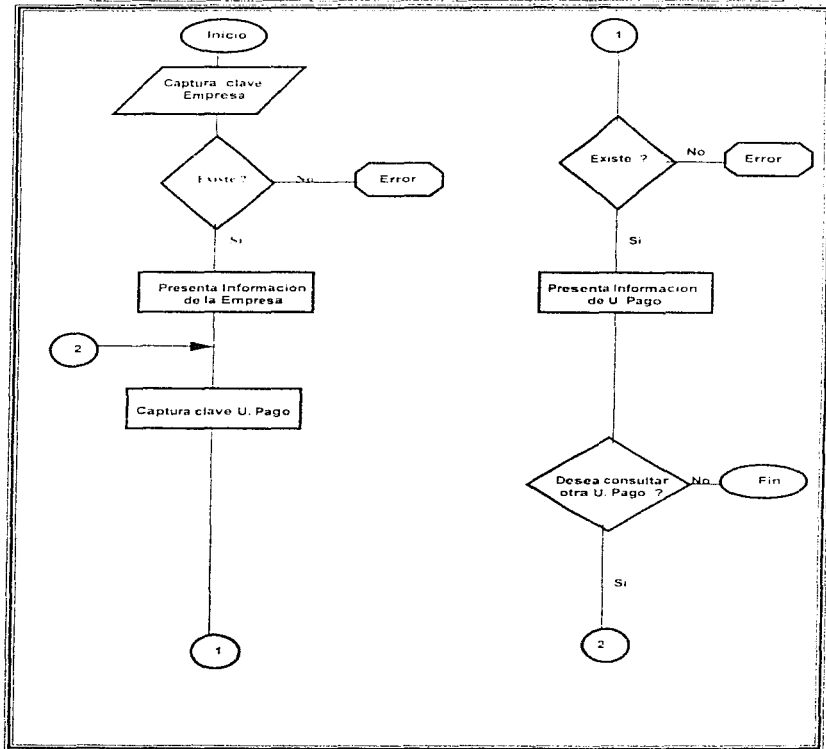 Inicio
Captura clave
Empresa
Existe ?
No
Error
Si
Presenta Información
de la Empresa
2
Captura clave U. Pago
1
1
Existe ?
No
Error
Si
Presenta Informacion
de U. Pago
Desea consultar
otra U. Pago ?
No
Fin
Si
2